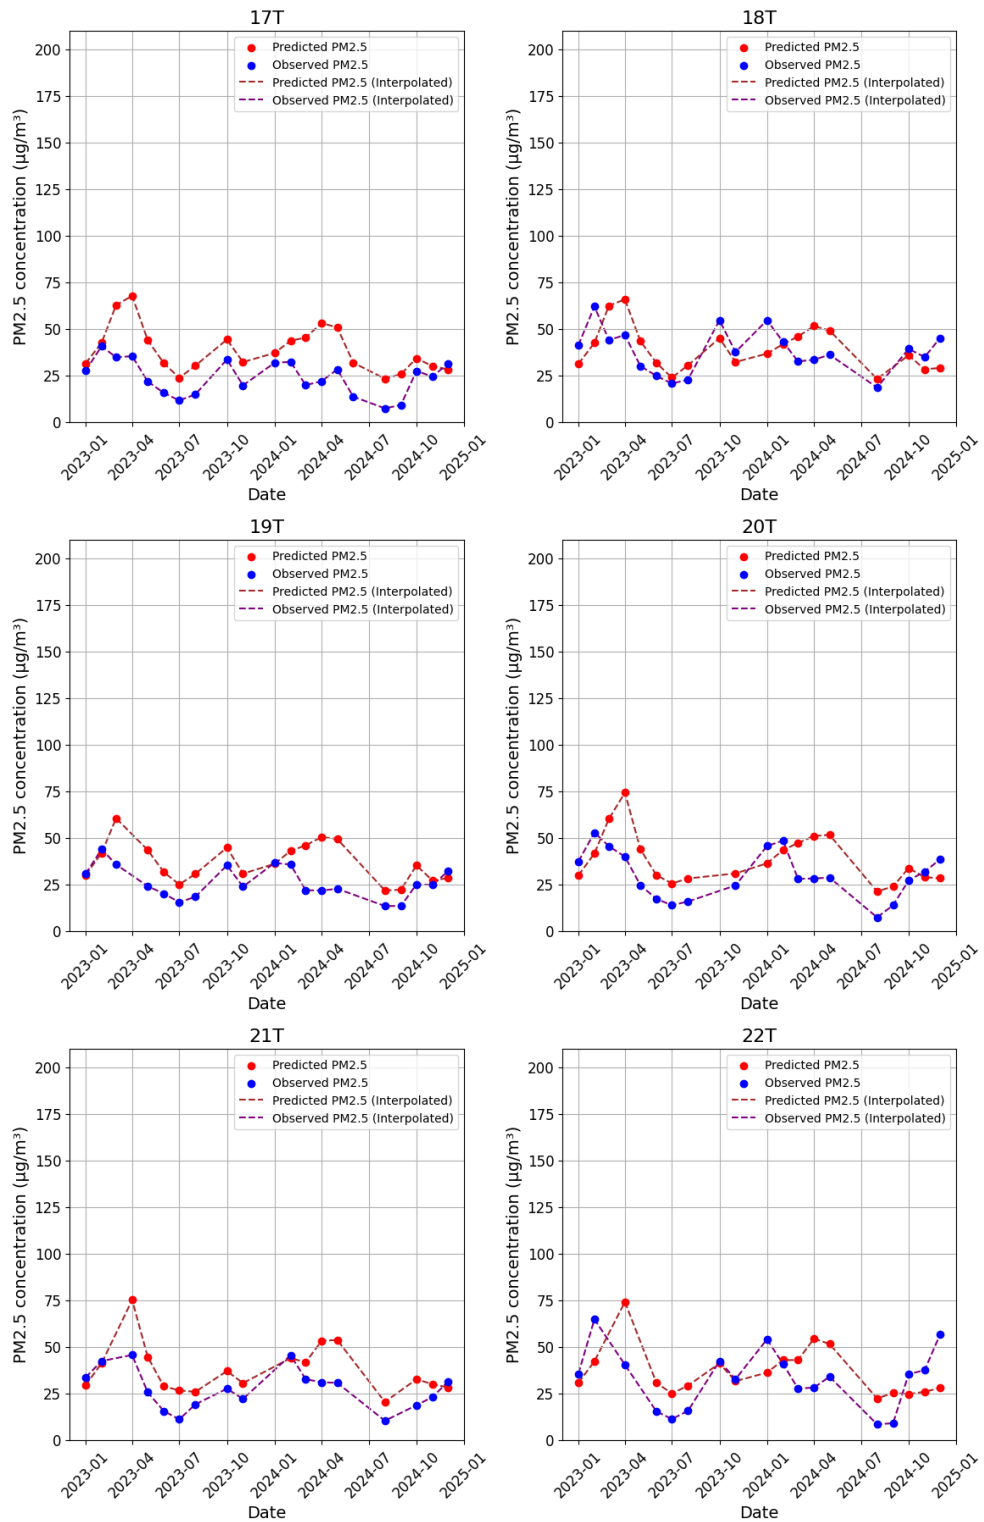 17T
Predicted PM2.5
Observed PM2.5
Predicted PM2.5 (Interpolated)
Observed PM2.5 (Interpolated)
PM2.5 concentration (µg/m³)
200
175
150
125
100
75
50
25
0
2023-01
2023-04
2023-07
2023-10
2024-01
2024-04
2024-07
2024-10
2025-01
Date
18T
Predicted PM2.5
Observed PM2.5
Predicted PM2.5 (Interpolated)
Observed PM2.5 (Interpolated)
PM2.5 concentration (µg/m³)
200
175
150
125
100
75
50
25
0
2023-01
2023-04
2023-07
2023-10
2024-01
2024-04
2024-07
2024-10
2025-01
Date
19T
Predicted PM2.5
Observed PM2.5
Predicted PM2.5 (Interpolated)
Observed PM2.5 (Interpolated)
PM2.5 concentration (µg/m³)
200
175
150
125
100
75
50
25
0
2023-01
2023-04
2023-07
2023-10
2024-01
2024-04
2024-07
2024-10
2025-01
Date
20T
Predicted PM2.5
Observed PM2.5
Predicted PM2.5 (Interpolated)
Observed PM2.5 (Interpolated)
PM2.5 concentration (µg/m³)
200
175
150
125
100
75
50
25
0
2023-01
2023-04
2023-07
2023-10
2024-01
2024-04
2024-07
2024-10
2025-01
Date
21T
Predicted PM2.5
Observed PM2.5
Predicted PM2.5 (Interpolated)
Observed PM2.5 (Interpolated)
PM2.5 concentration (µg/m³)
200
175
150
125
100
75
50
25
0
2023-01
2023-04
2023-07
2023-10
2024-01
2024-04
2024-07
2024-10
2025-01
Date
22T
Predicted PM2.5
Observed PM2.5
Predicted PM2.5 (Interpolated)
Observed PM2.5 (Interpolated)
PM2.5 concentration (µg/m³)
200
175
150
125
100
75
50
25
0
2023-01
2023-04
2023-07
2023-10
2024-01
2024-04
2024-07
2024-10
2025-01
Date